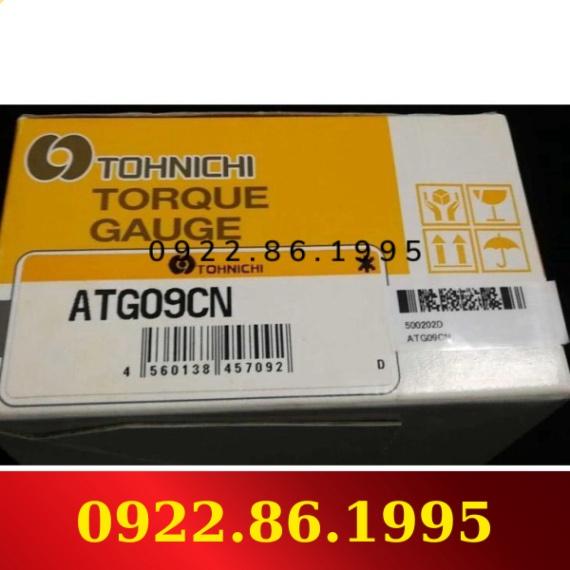 TOHNICHI
TORQUE
GAUGE
0922.86.1995
TOHNICHI
ATG09CN
4 560138 457092 D
500202D
ATG09CN
0922.86.1995